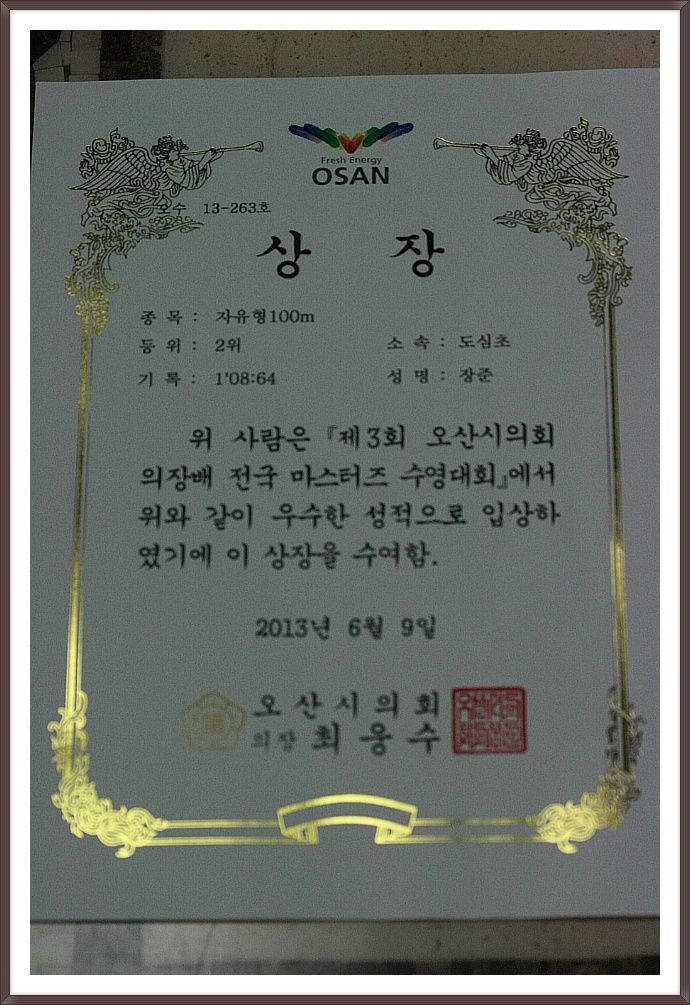 Fresh Energy
OSAN
오수 13-263호
상 장
종 목 : 자유형100m
등 위 : 2위
소 속 : 도심초
기 록 : 1'08:64
성 명 : 장준
위 사람은 『제3회 오산시의회
의장배 전국 마스터즈 수영대회』에서
위와 같이 우수한 성적으로 입상하
였기에 이 상장을 수여함.
2013년 6월 9일
오 산 시 의 회
의장 최 웅 수